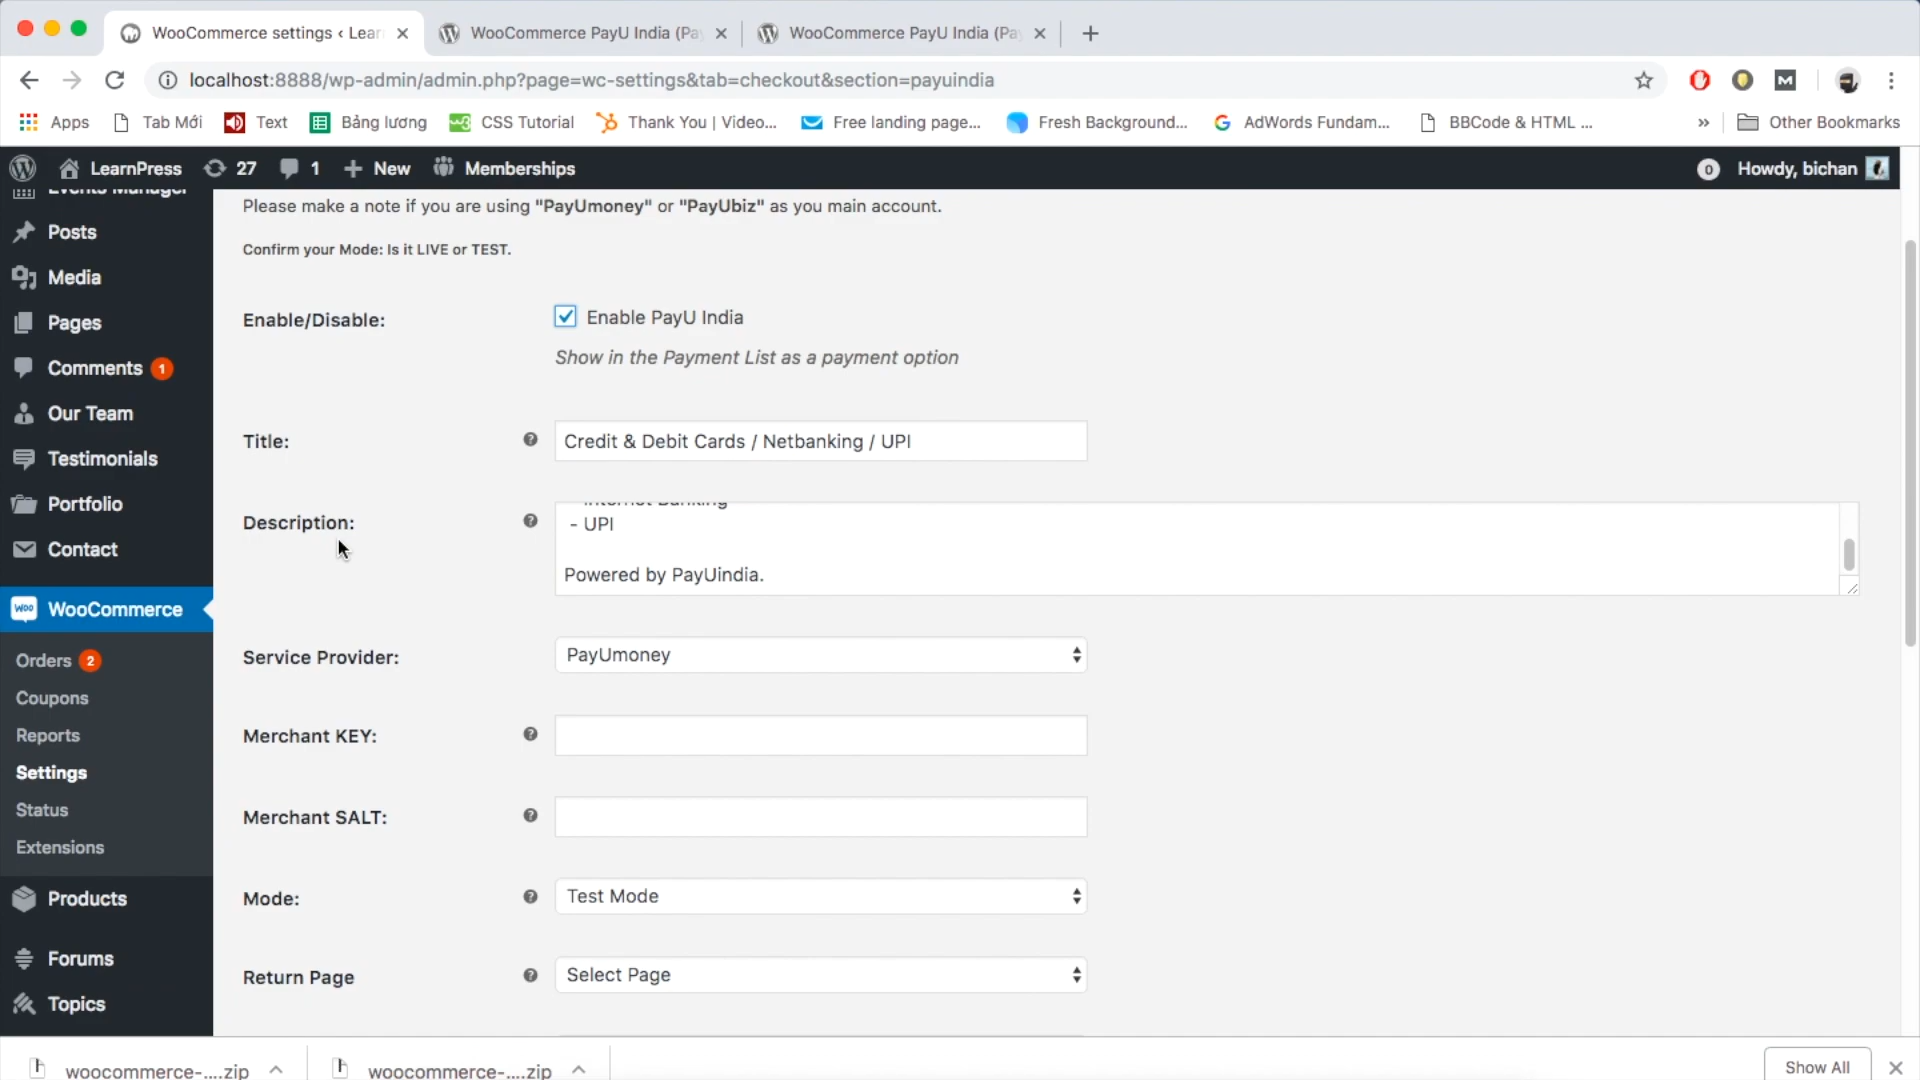 WooCommerce settings ‹ Lear
WooCommerce PayU India (Pa
WooCommerce PayU India (Pa
localhost:8888/wp-admin/admin.php?page=wc-settings&tab=checkout&section=payuindia
Apps
Tab Mới
Text
Bảng lương
CSS Tutorial
Thank You | Video...
Free landing page...
Fresh Background...
AdWords Fundam...
BBCode & HTML ...
»
Other Bookmarks
LearnPress
27
1
+ New
Memberships
0
Howdy, bichan
Events Manager
Posts
Media
Pages
Comments 1
Our Team
Testimonials
Portfolio
Contact
WooCommerce
Orders 2
Coupons
Reports
Settings
Status
Extensions
Products
Forums
Topics
Please make a note if you are using "PayUmoney" or "PayUbiz" as you main account.
Confirm your Mode: Is it LIVE or TEST.
Enable/Disable:
Enable PayU India
Show in the Payment List as a payment option
Title:
Credit & Debit Cards / Netbanking / UPI
Description:
- Internet Banking
- UPI
Powered by PayUindia.
Service Provider:
PayUmoney
Merchant KEY:
Merchant SALT:
Mode:
Test Mode
Return Page
Select Page
woocommerce-....zip
woocommerce-....zip
Show All